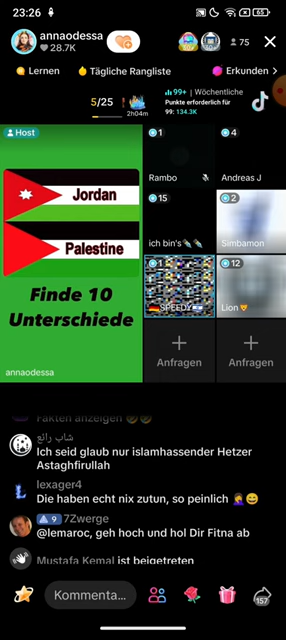 23:26
65
annaodessa
28.7K
75
Lernen
Tägliche Rangliste
Erkunden >
5/25
2h04m
99+ | Wöchentliche
Punkte erforderlich für
99: 134.3K
Host
Jordan
Palestine
Finde 10
Unterschiede
annaodessa
1
Rambo
4
Andreas J
15
ich bin's
2
Simbamon
1
SPEEDY
12
Lion
+
Anfragen
+
Anfragen
Fakten anzeigen
شاب رائع
Ich seid glaub nur islamhassender Hetzer
Astaghfirullah
lexager4
Die haben echt nix zutun, so peinlich
9 7Zwerge
@lemaroc, geh hoch und hol Dir Fitna ab
Mustafa Kemal ist beigetreten
Kommenta...
157